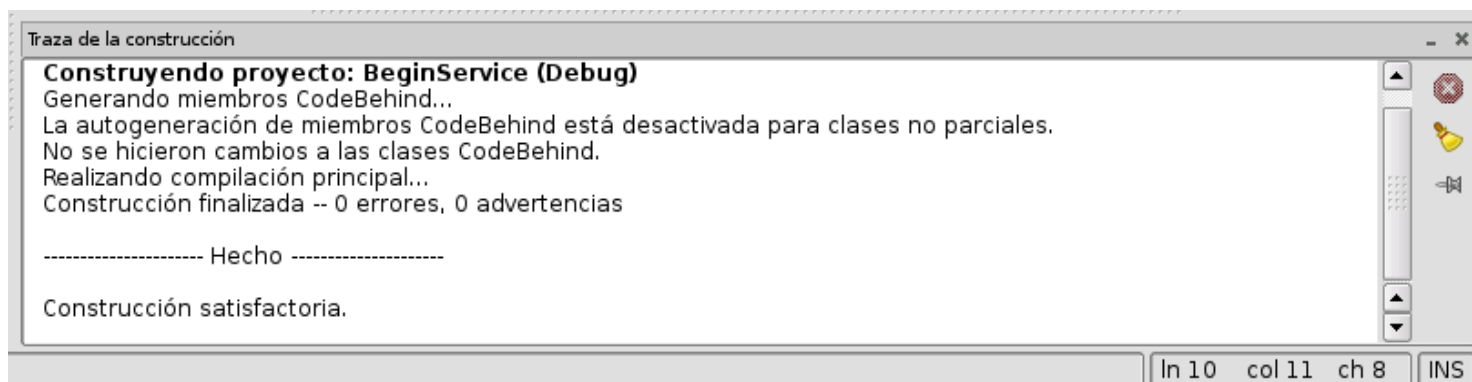 Traza de la construcción
Construyendo proyecto: BeginService (Debug)
Generando miembros CodeBehind...
La autogeneración de miembros CodeBehind está desactivada para clases no parciales.
No se hicieron cambios a las clases CodeBehind.
Realizando compilación principal...
Construcción finalizada -- 0 errores, 0 advertencias
---------------------- Hecho ---------------------
Construcción satisfactoria.
ln 10 col 11 ch 8 INS